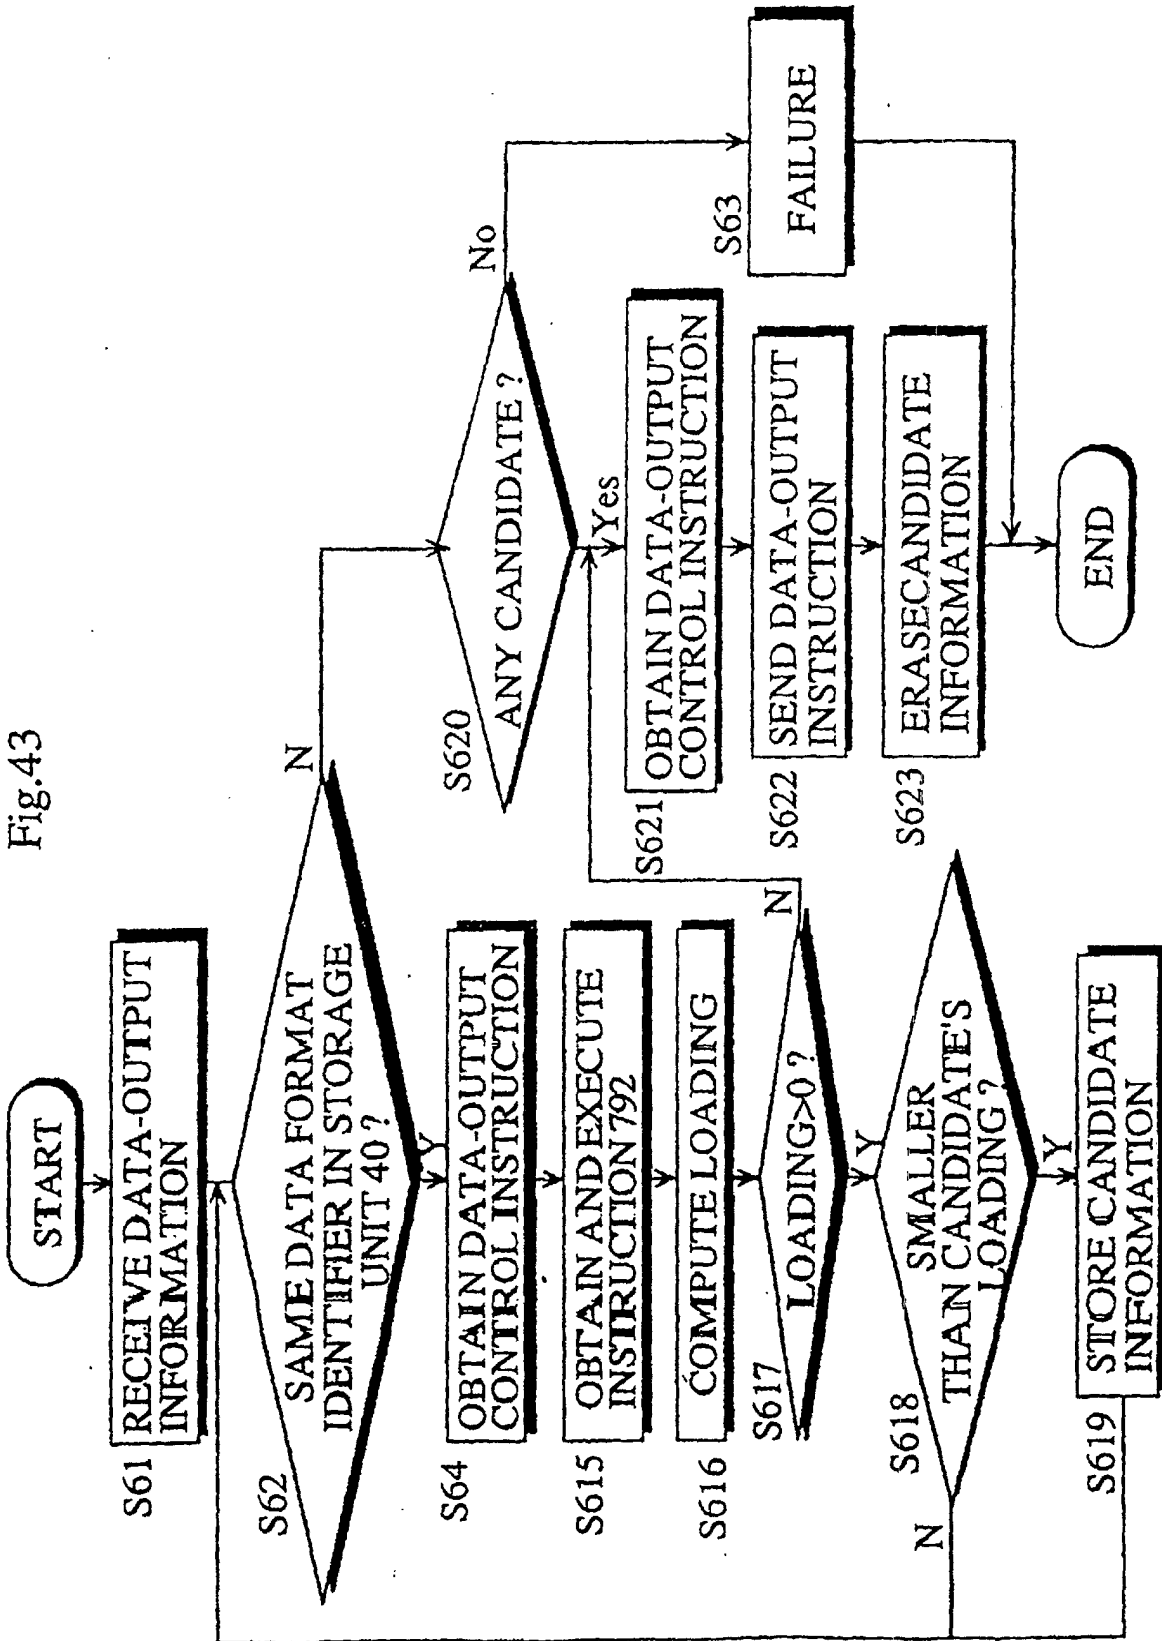 Fig.43
START
S61
RECEIVE DATA-OUTPUT
INFORMATION
S62
SAME DATA FORMAT
IDENTIFIER IN STORAGE
UNIT 40 ?
N
Y
S64
OBTAIN DATA-OUTPUT
CONTROL INSTRUCTION
S615
OBTAIN AND EXECUTE
INSTRUCTION 792
S616
COMPUTE LOADING
S617
LOADING>0 ?
N
Y
S618
SMALLER
THAN CANDIDATE'S
LOADING ?
N
Y
S619
STORE CANDIDATE
INFORMATION
S620
ANY CANDIDATE ?
No
Yes
S621
OBTAIN DATA-OUTPUT
CONTROL INSTRUCTION
S622
SEND DATA-OUTPUT
INSTRUCTION
S623
ERASECANDIDATE
INFORMATION
S63
FAILURE
END